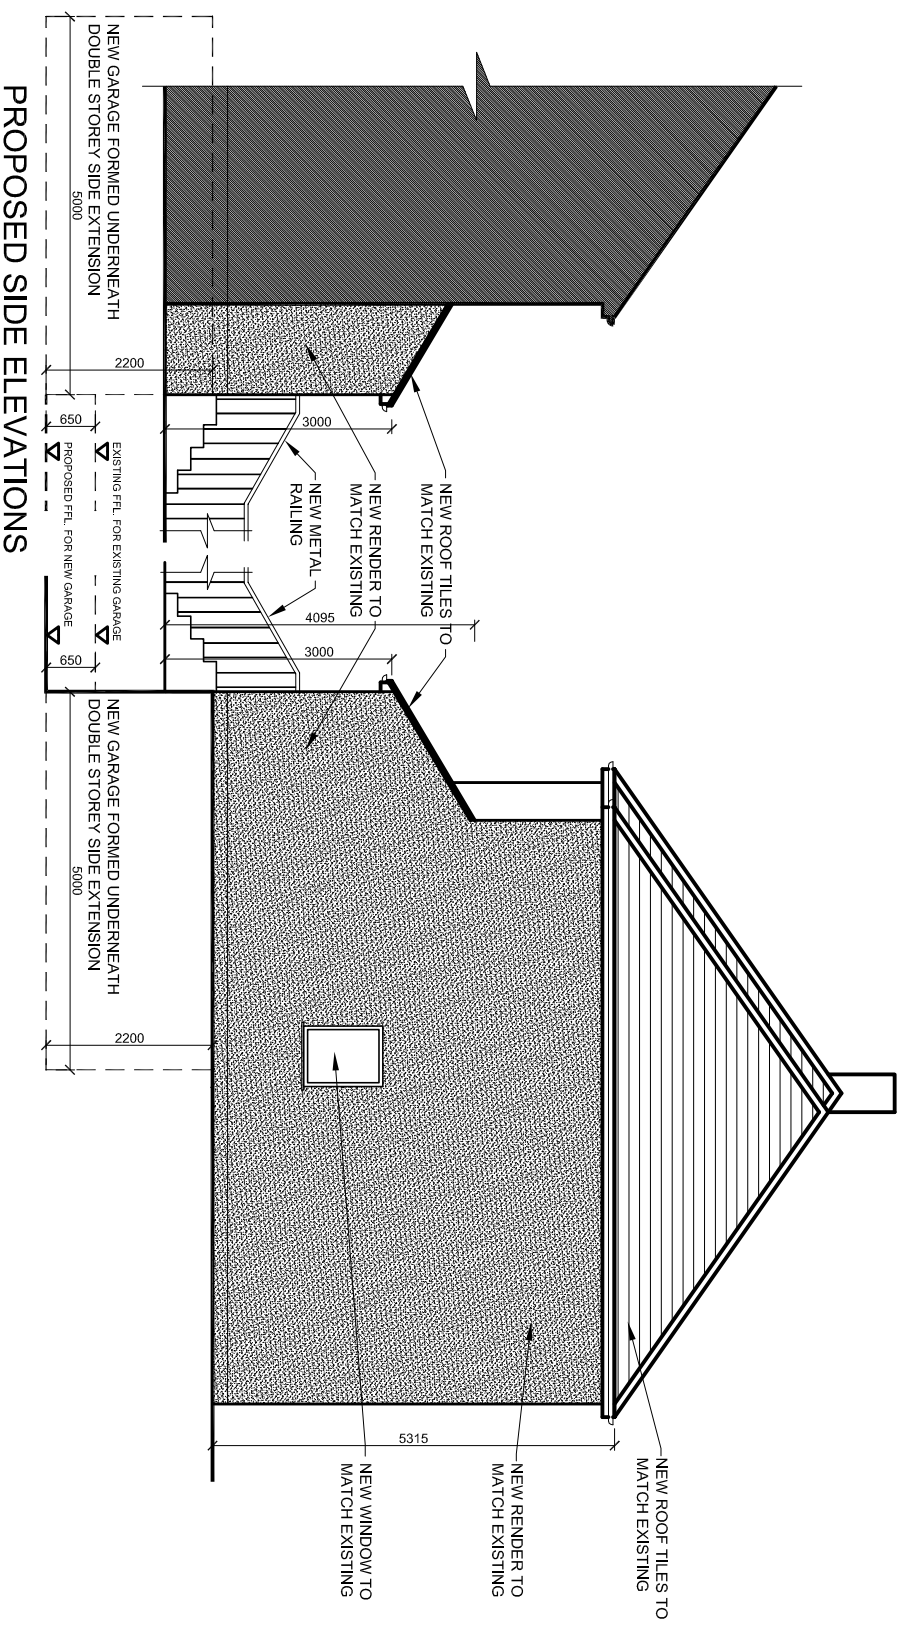 NEW ROOF TILES TO
MATCH EXISTING
NEW RENDER TO
MATCH EXISTING
NEW METAL
RAILING
NEW ROOF TILES TO
MATCH EXISTING
NEW RENDER TO
MATCH EXISTING
NEW WINDOW TO
MATCH EXISTING
3000
4095
3000
5315
2200
2200
650
650
EXISTING FFL. FOR EXISTING GARAGE
PROPOSED FFL. FOR NEW GARAGE
NEW GARAGE FORMED UNDERNEATH
DOUBLE STOREY SIDE EXTENSION
5000
NEW GARAGE FORMED UNDERNEATH
DOUBLE STOREY SIDE EXTENSION
5000
PROPOSED SIDE ELEVATIONS